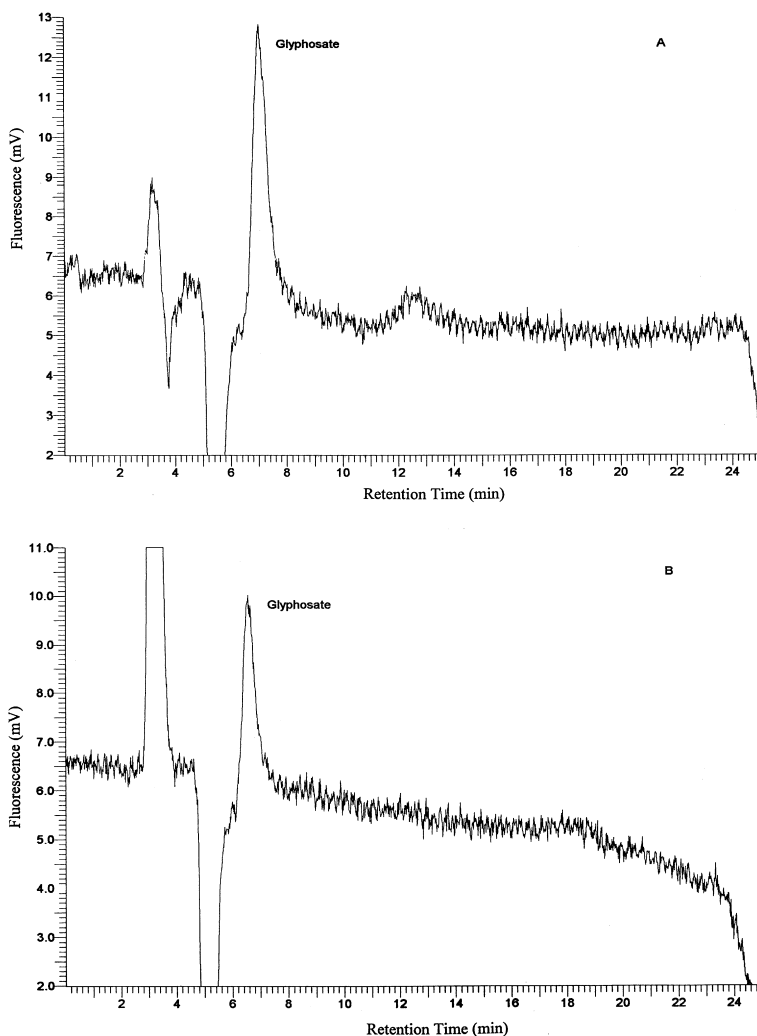 13
Glyphosate
A
12
11
10
9
8
7
6
5
4
3
2
Fluorescence (mV)
2 4 6 8 10 12 14 16 18 20 22 24
Retention Time (min)
11.0
B
10.0
Glyphosate
9.0
8.0
7.0
6.0
5.0
4.0
3.0
2.0
Fluorescence (mV)
2 4 6 8 10 12 14 16 18 20 22 24
Retention Time (min)